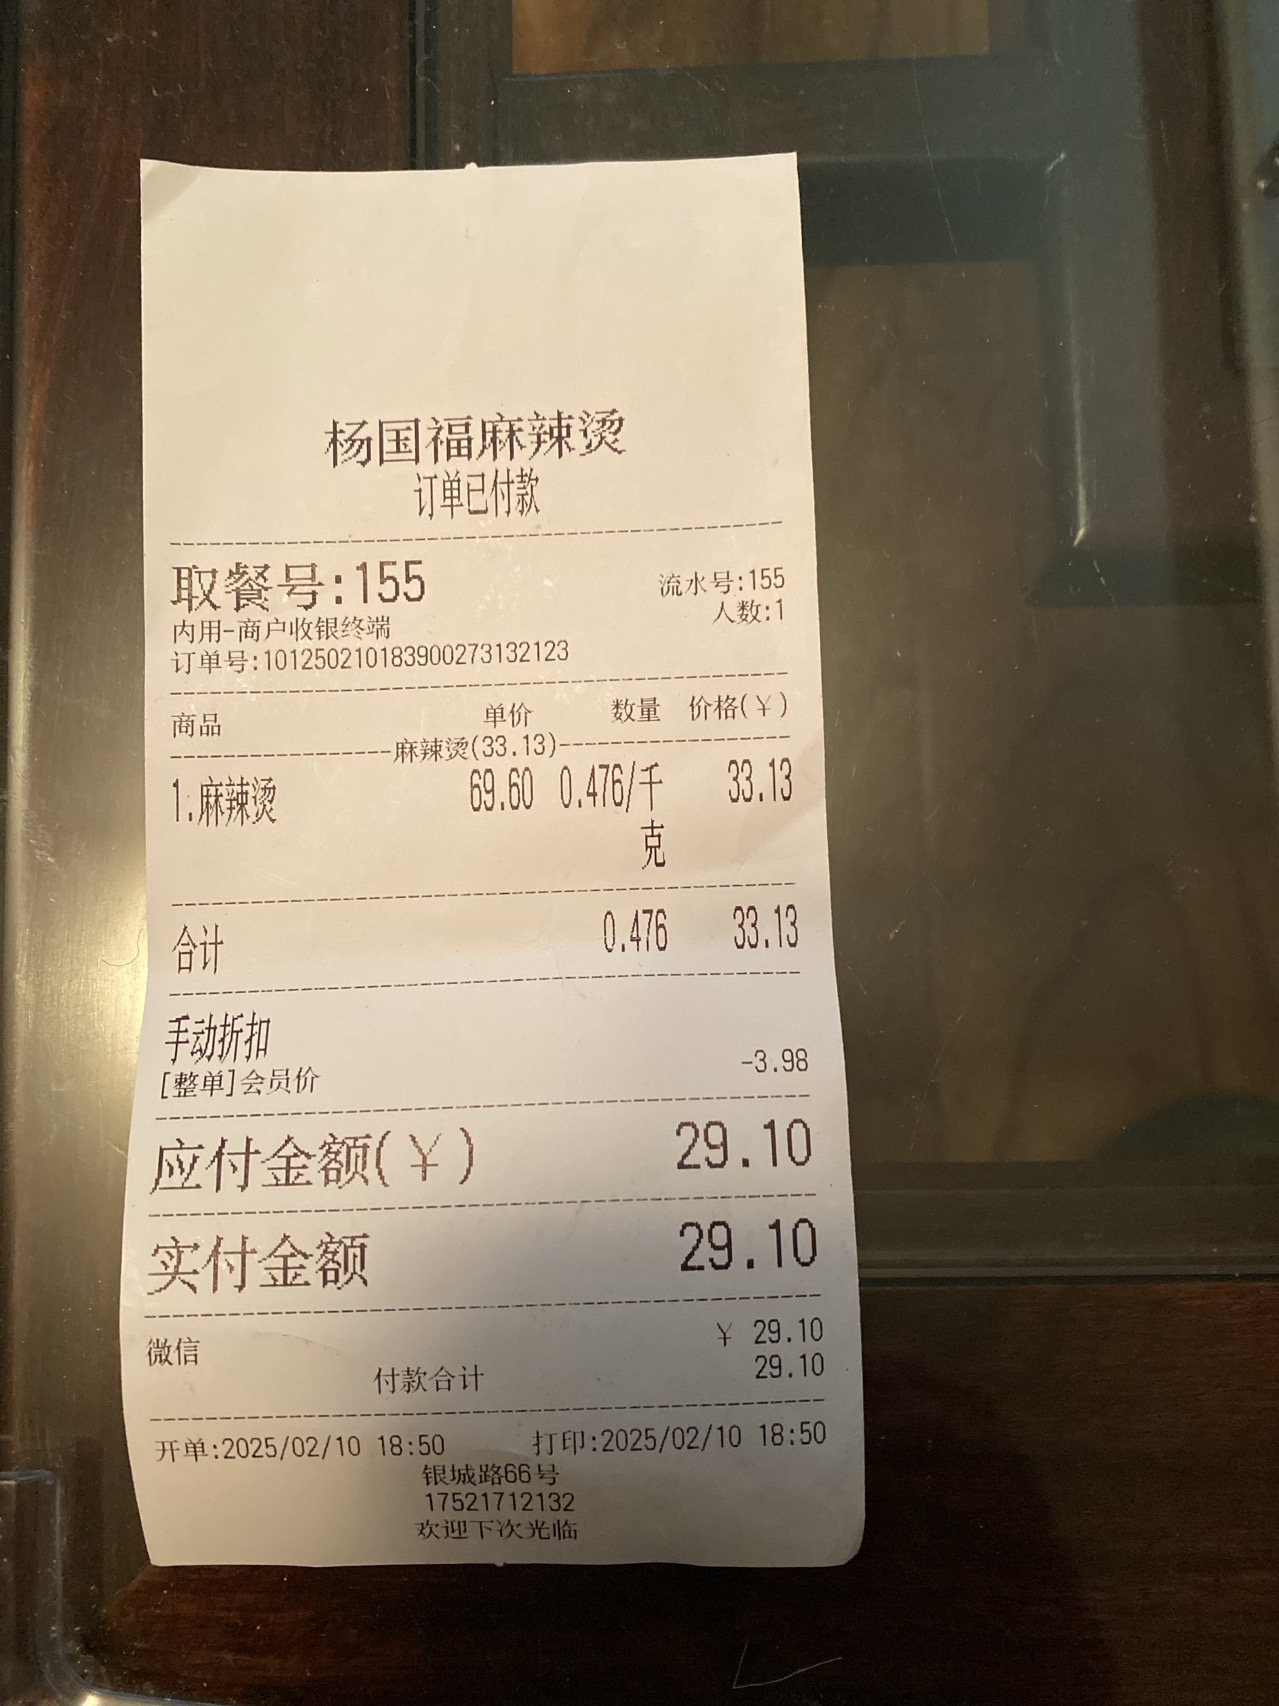 杨国福麻辣烫
订单已付款
取餐号:155 流水号:155
人数:1
内用-商户收银终端
订单号:101250210183900273132123
商品 单价 数量 价格(￥)
麻辣烫(33.13)
1.麻辣烫 69.60 0.476/千克 33.13
合计 0.476 33.13
手动折扣
[整单]会员价 -3.98
应付金额(￥) 29.10
实付金额 29.10
微信 ￥ 29.10
付款合计 29.10
开单:2025/02/10 18:50 打印:2025/02/10 18:50
银城路66号
17521712132
欢迎下次光临